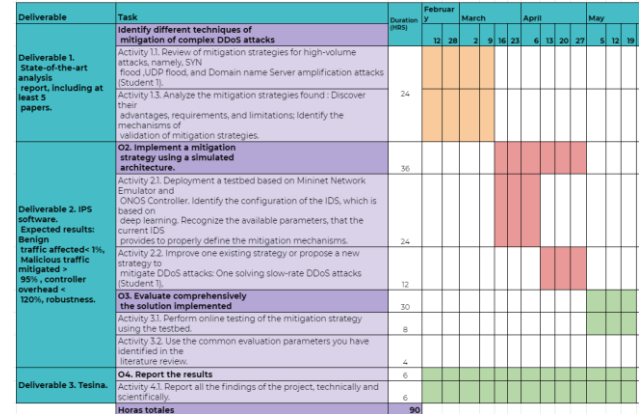 Deliverable
Task
Duration
(HRS)
Februar
y
March
April
May
12 28 2 9 16 23 6 13 20 27 5 12 19
Identify different techniques of
mitigation of complex DDoS attacks
Deliverable 1.
State-of-the-art
analysis
report, including at
least 5
papers.
Activity 1.1. Review of mitigation strategies for high-volume
attacks, namely, SYN
flood ,UDP flood, and Domain name Server amplification attacks
(Student 1),
24
Activity 1.3. Analyze the mitigation strategies found : Discover
their
advantages, requirements, and limitations; Identify the
mechanisms of
validation of mitigation strategies.
O2. Implement a mitigation
strategy using a simulated
architecture.
36
Deliverable 2. IPS
software.
Expected results:
Benign
traffic affected< 1%,
Malicious traffic
mitigated >
95% , controller
overhead <
120%, robustness.
Activity 2.1. Deployment a testbed based on Mininet Network
Emulator and
ONOS Controller. Identify the configuration of the IDS, which is
based on
deep learning. Recognize the available parameters, that the
current IDS
provides to properly define the mitigation mechanisms.
24
Activity 2.2. Improve one existing strategy or propose a new
strategy to
mitigate DDoS attacks: One solving slow-rate DDoS attacks
(Student 1),
12
O3. Evaluate comprehensively
the solution implemented
30
Activity 3.1. Perform online testing of the mitigation strategy
using the testbed.
8
Activity 3.2. Use the common evaluation parameters you have
identified in the
literature review.
4
Deliverable 3. Tesina.
O4. Report the results
6
Activity 4.1. Report all the findings of the project, technically and
scientifically.
6
Horas totales
90